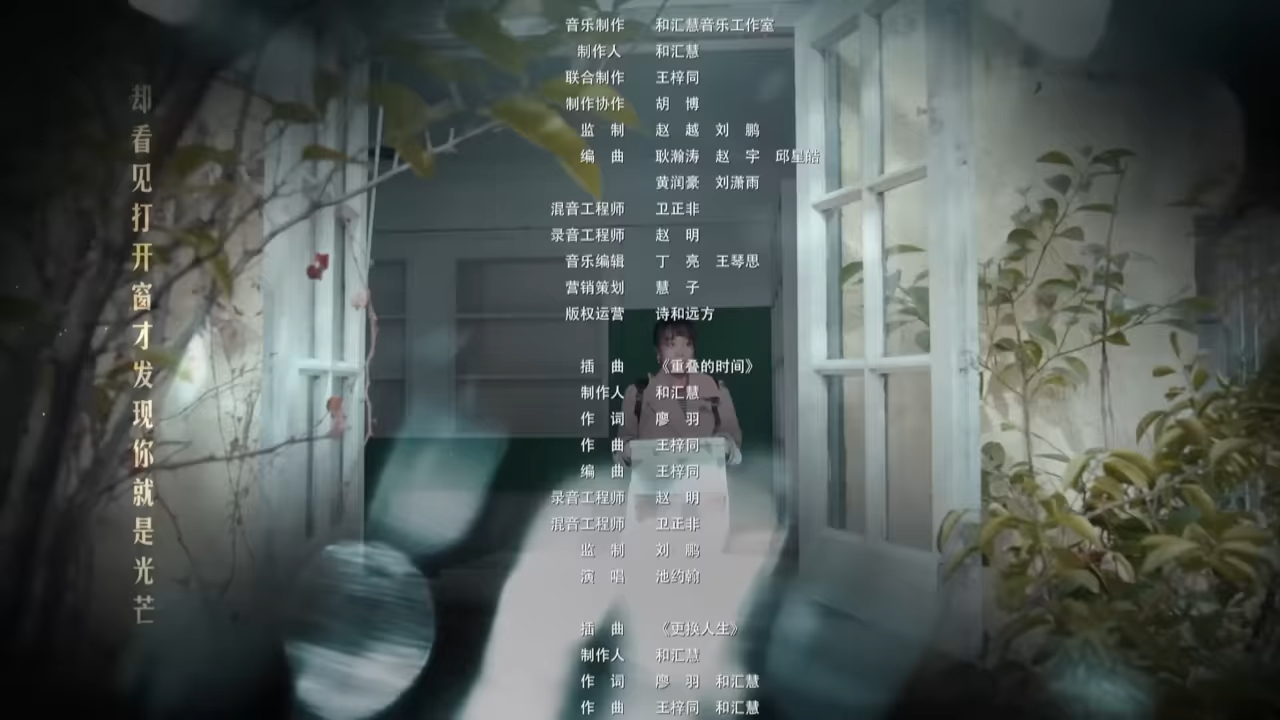 却看见打开窗才发现你就是光芒
音乐制作 和汇慧音乐工作室
制作人 和汇慧
联合制作 王梓同
制作协作 胡 博
监 制 赵 越 刘 鹏
编 曲 耿瀚涛 赵 宇 邱星皓
黄润豪 刘潇雨
混音工程师 卫正非
录音工程师 赵 明
音乐编辑 丁 亮 王琴思
营销策划 慧 子
版权运营 诗和远方
插 曲 《重叠的时间》
制作人 和汇慧
作 词 廖 羽
作 曲 王梓同
编 曲 王梓同
录音工程师 赵 明
混音工程师 卫正非
监 制 刘 鹏
演 唱 池约翰
插 曲 《更换人生》
制作人 和汇慧
作 词 廖 羽 和汇慧
作 曲 王梓同 和汇慧